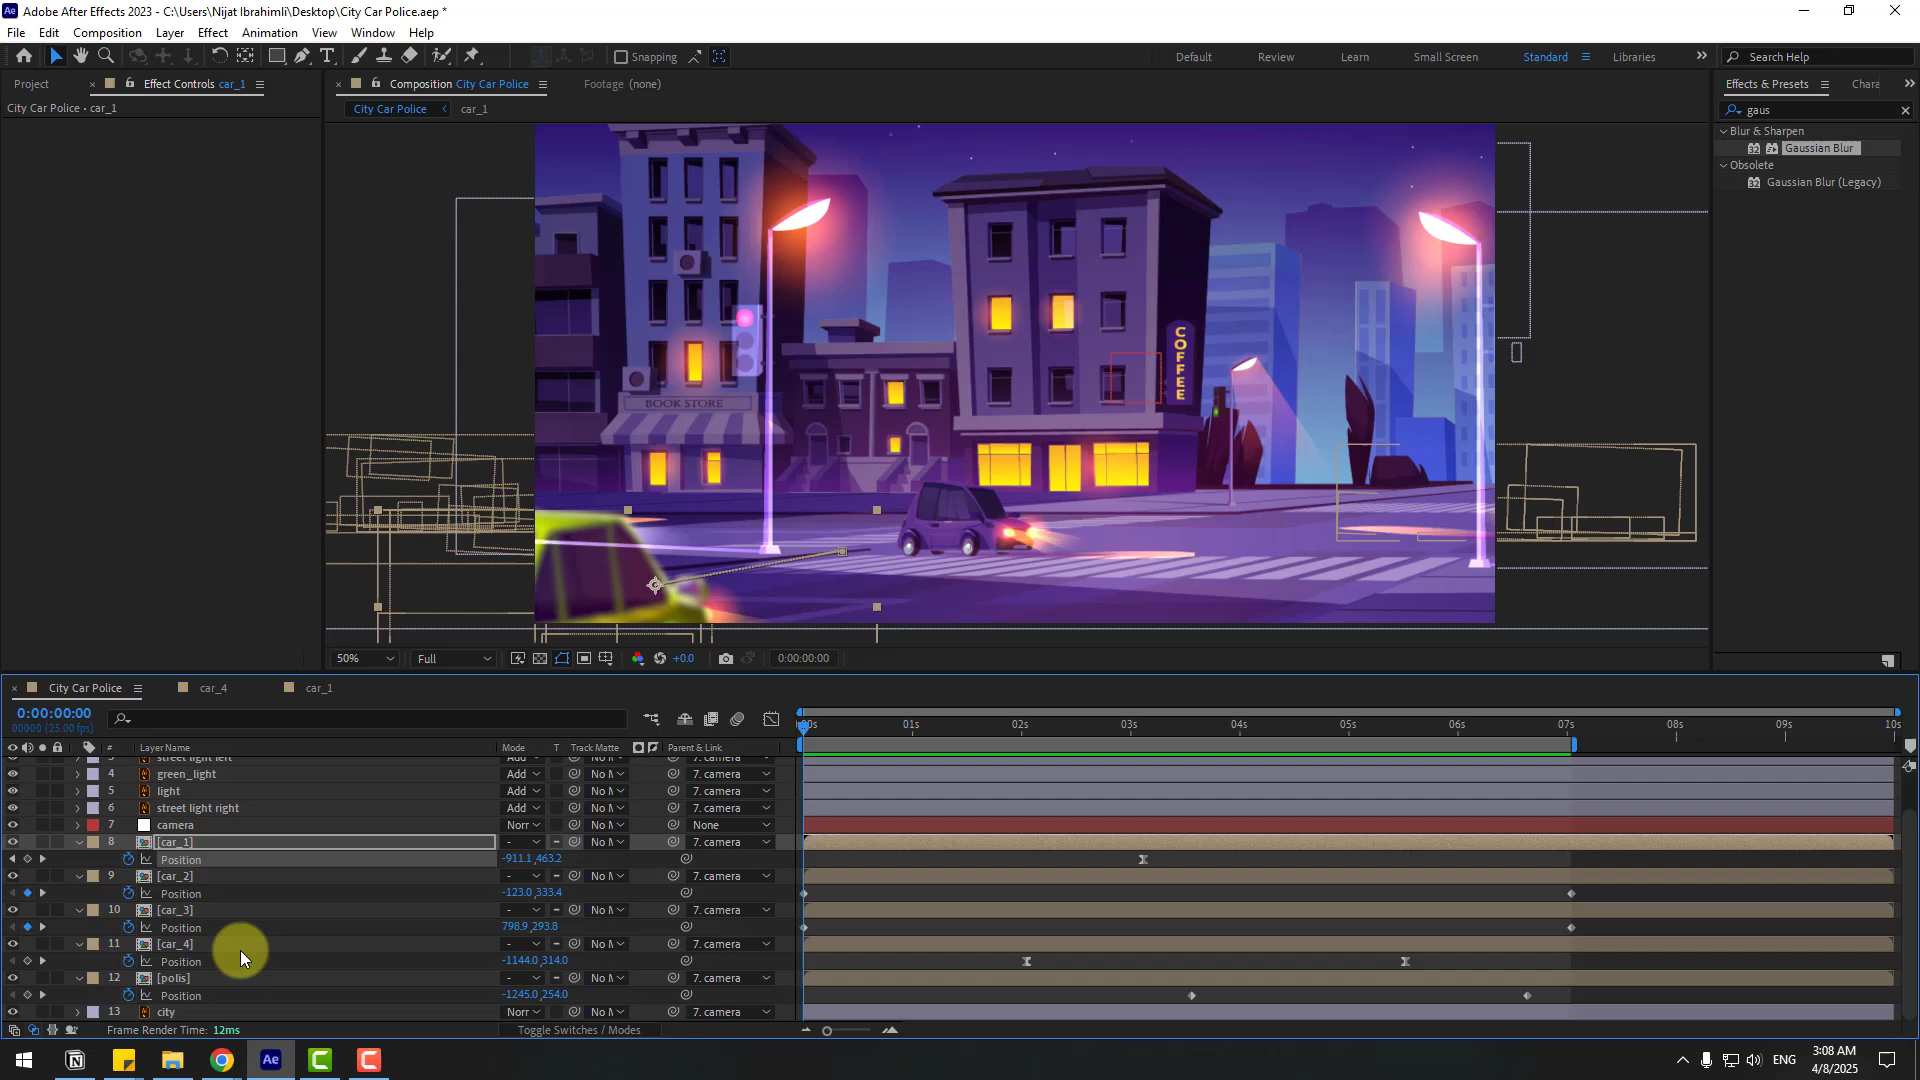 Adobe After Effects 2023 - C:\Users\Nijat Ibrahimli\Desktop\City Car Police.aep *
File Edit Composition Layer Effect Animation View Window Help
Snapping
Default Review Learn Small Screen Standard Libraries Search Help
Project Effect Controls car_1
Composition City Car Police
Footage (none)
Effects & Presets Chara
City Car Police • car_1
City Car Police car_1
gaus
Blur & Sharpen
Gaussian Blur
Obsolete
Gaussian Blur (Legacy)
COFFEE
BOOK STORE
50% Full +0.0 0:00:00:00
City Car Police car_4 car_1
0:00:00:00
00000 (25.00 fps)
01s 02s 03s 04s 05s 06s 07s 08s 09s 10s
# Layer Name Mode T Track Matte Parent & Link
street light left
4 green_light Add No M 7. camera
5 light Add No M 7. camera
6 street light right Add No M 7. camera
7 camera Norr No M None
8 [car_1] - No M 7. camera
Position -911.1,463.2
9 [car_2] - No M 7. camera
Position -123.0,333.4
10 [car_3] - No M 7. camera
Position 798.9,293.8
11 [car_4] - No M 7. camera
Position -1144.0,314.0
12 [polis] - No M 7. camera
Position -1245.0,254.0
13 city Norr No M 7. camera
Frame Render Time: 12ms Toggle Switches / Modes
ENG
3:08 AM
4/8/2025